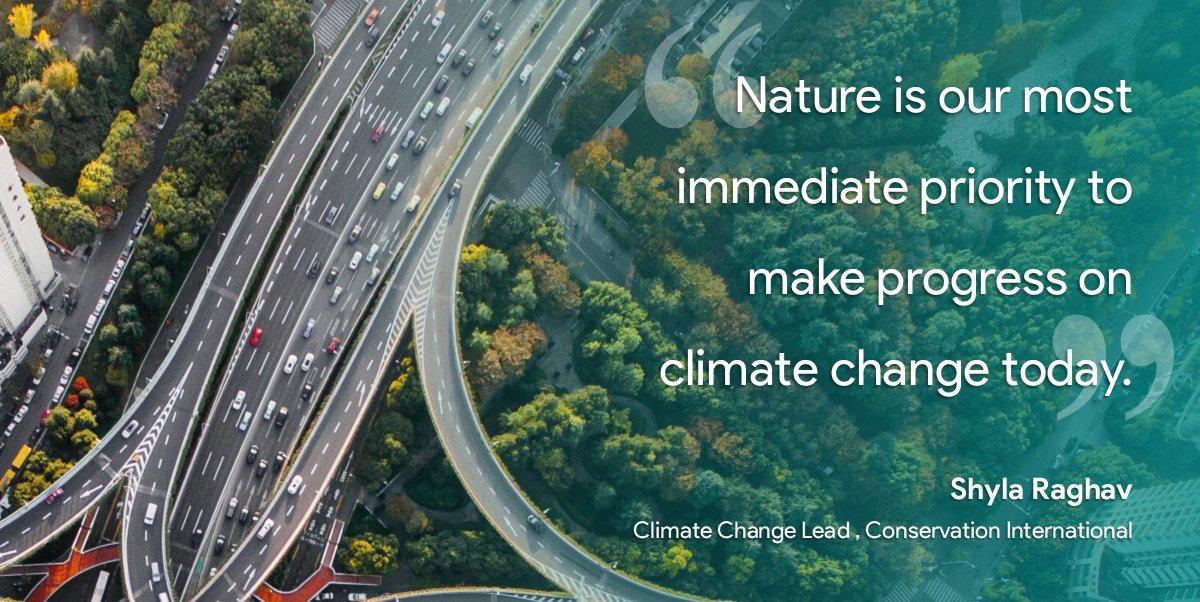 “Nature is our most
immediate priority to
make progress on
climate change today.”
Shyla Raghav
Climate Change Lead , Conservation International